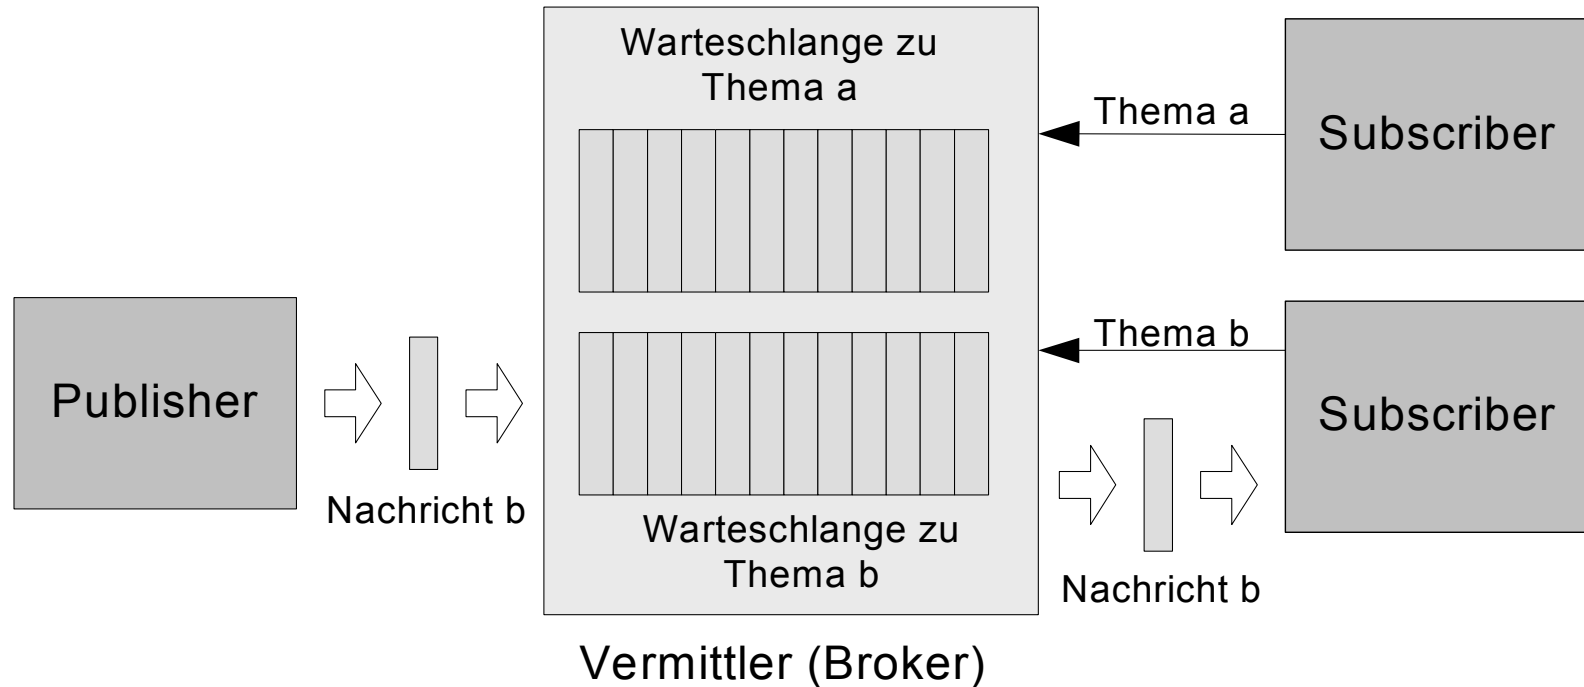 Warteschlange zu
Thema a
Thema a
Subscriber
Publisher
Nachricht b
Thema b
Subscriber
Warteschlange zu
Thema b
Nachricht b
Vermittler (Broker)